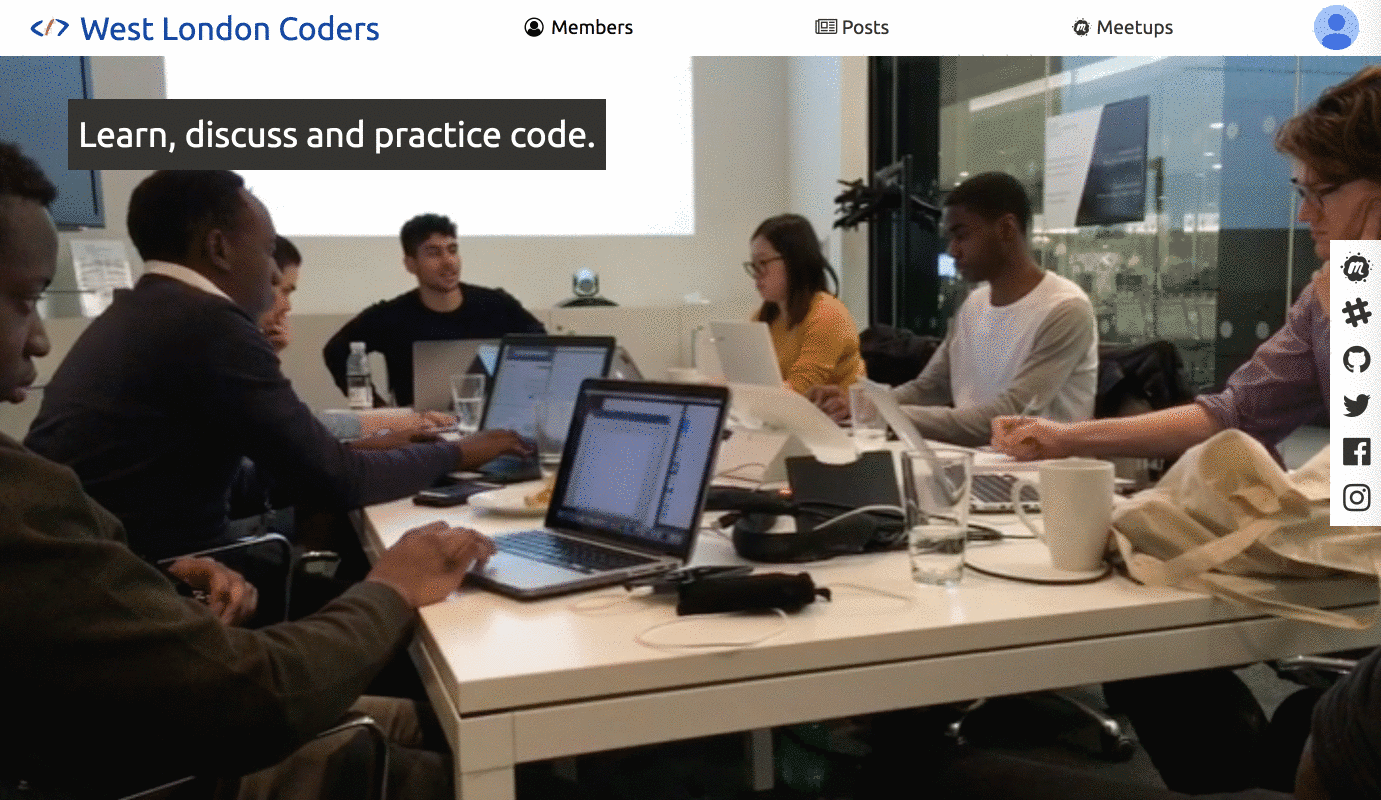 </> West London Coders
Members
Posts
Meetups
Learn, discuss and practice code.